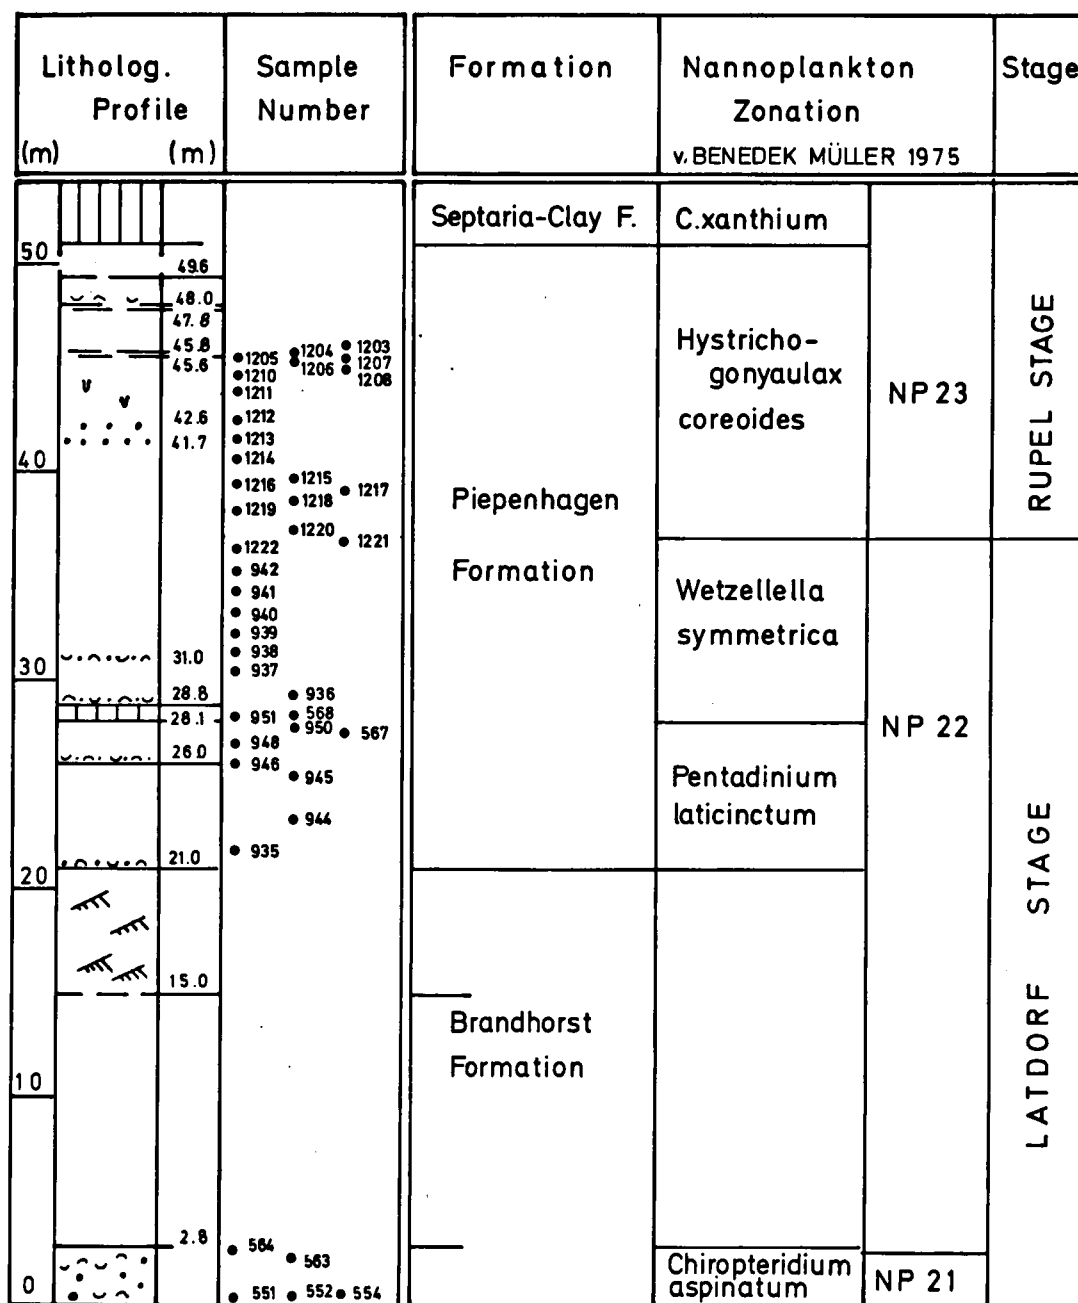 Litholog.
Profile
(m) (m)
Sample
Number
Formation
Nannoplankton
Zonation
v. BENEDEK MÜLLER 1975
Stage
Septaria-Clay F. C.xanthium
50
49.6
48.0
47.8
45.8 1204 1203
1205 1207
45.6 1206
1210 1208
1211
42.6 1212
41.7 1213
1214
40
1215
1216 1217
1218
1219
1220
1221
1222
942
941
940
939
31.0 938
937
30
28.8 936
28.1 951 568
950 567
948
26.0 946
945
944
935
21.0
20
15.0
10
2.8
564
563
0 551 552 554
Piepenhagen
Formation
Brandhorst
Formation
Hystricho-
gonyaulax
coreoides
Wetzellella
symmetrica
Pentadinium
laticinctum
Chiropteridium
aspinatum
NP 23
NP 22
NP 21
RUPEL STAGE
LATDORF STAGE